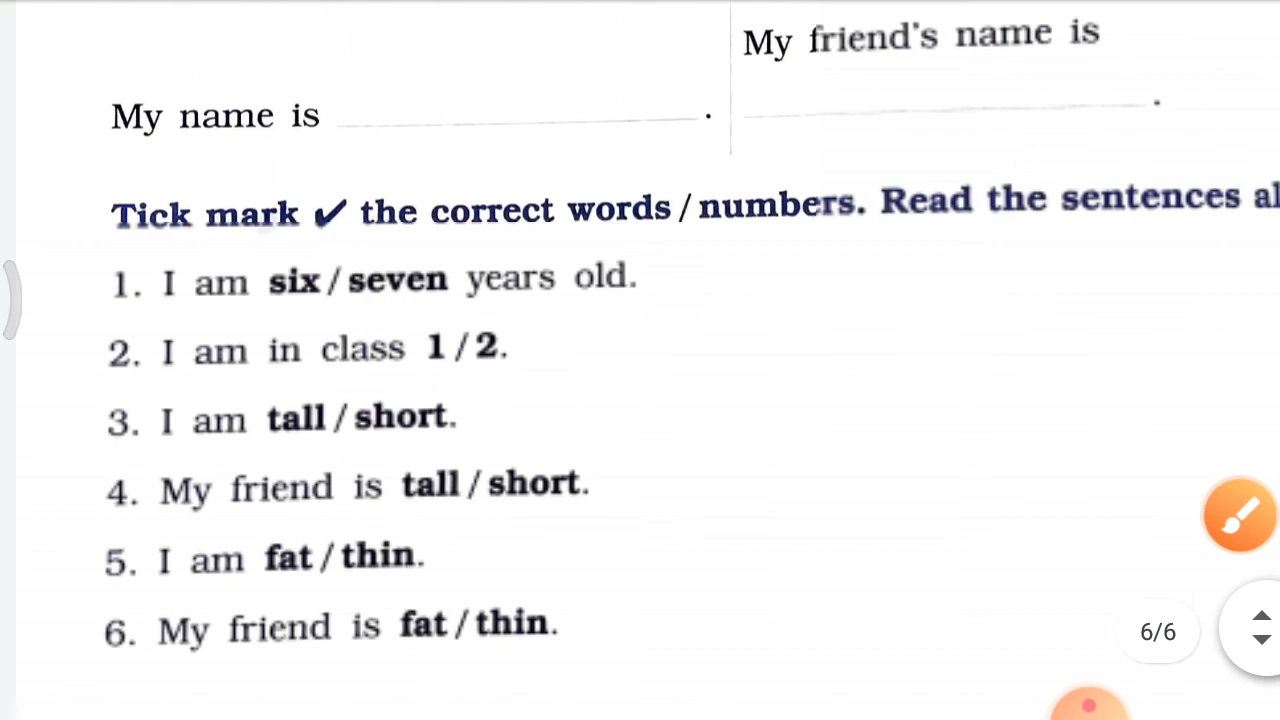 My friend's name is
My name is .
.
Tick mark ✔ the correct words / numbers. Read the sentences
1. I am six / seven years old.
2. I am in class 1 / 2.
3. I am tall / short.
4. My friend is tall / short.
5. I am fat / thin.
6. My friend is fat / thin.
6/6